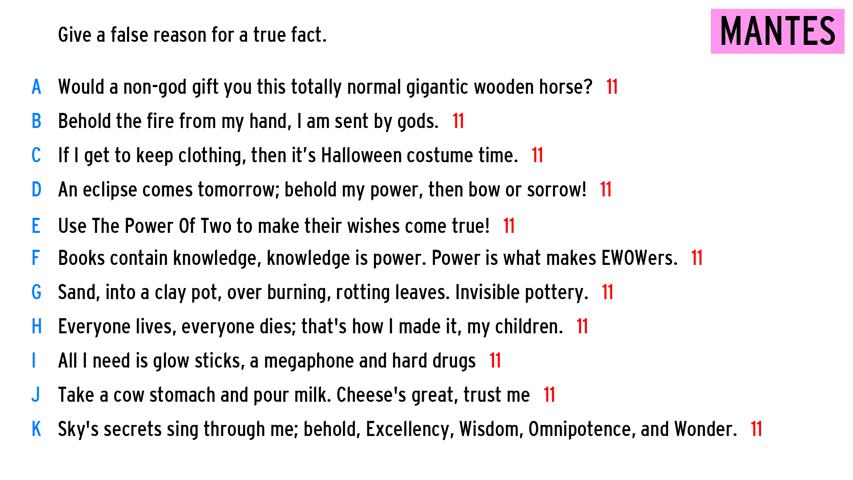 Give a false reason for a true fact.
MANTES
A Would a non-god gift you this totally normal gigantic wooden horse? 11
B Behold the fire from my hand, I am sent by gods. 11
C If I get to keep clothing, then it's Halloween costume time. 11
D An eclipse comes tomorrow; behold my power, then bow or sorrow! 11
E Use The Power Of Two to make their wishes come true! 11
F Books contain knowledge, knowledge is power. Power is what makes EWOWers. 11
G Sand, into a clay pot, over burning, rotting leaves. Invisible pottery. 11
H Everyone lives, everyone dies; that's how I made it, my children. 11
I All I need is glow sticks, a megaphone and hard drugs 11
J Take a cow stomach and pour milk. Cheese's great, trust me 11
K Sky's secrets sing through me; behold, Excellency, Wisdom, Omnipotence, and Wonder. 11